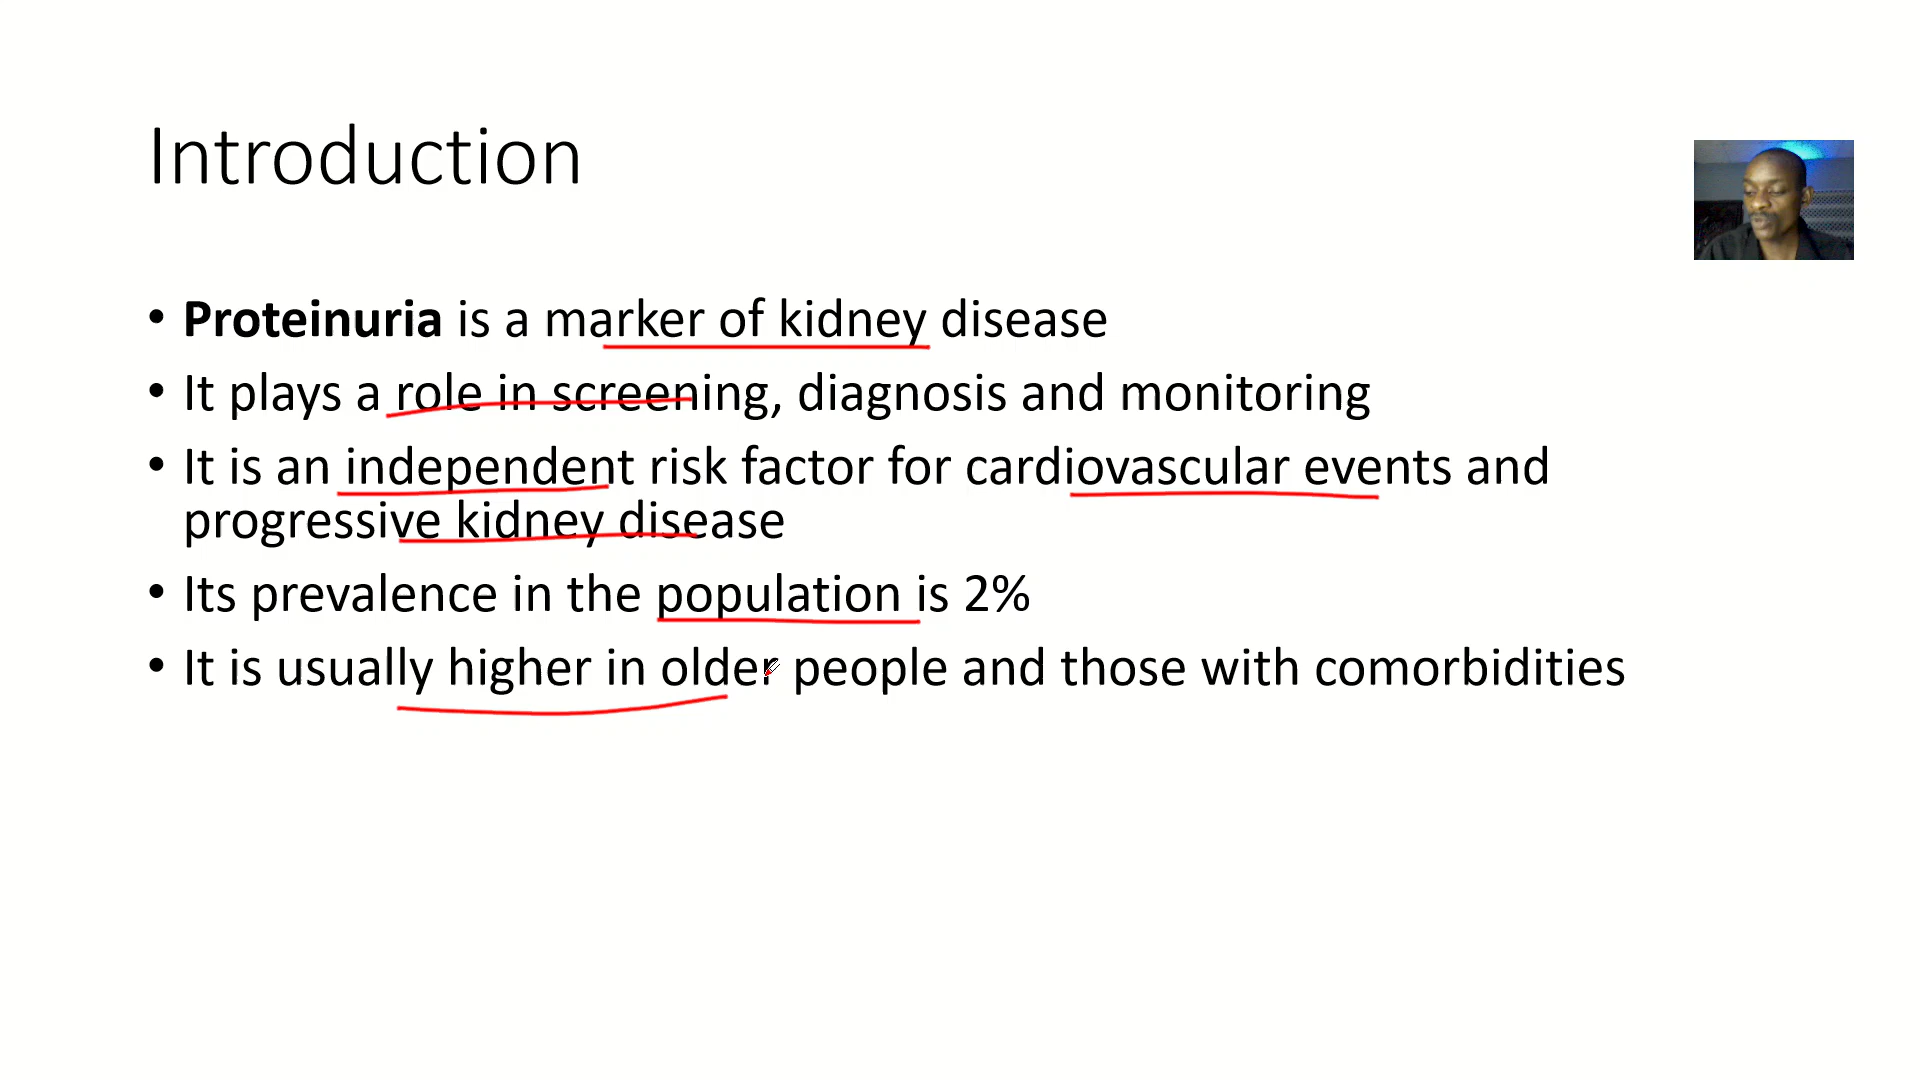 Introduction
• Proteinuria is a marker of kidney disease
• It plays a role in screening, diagnosis and monitoring
• It is an independent risk factor for cardiovascular events and
progressive kidney disease
• Its prevalence in the population is 2%
• It is usually higher in older people and those with comorbidities